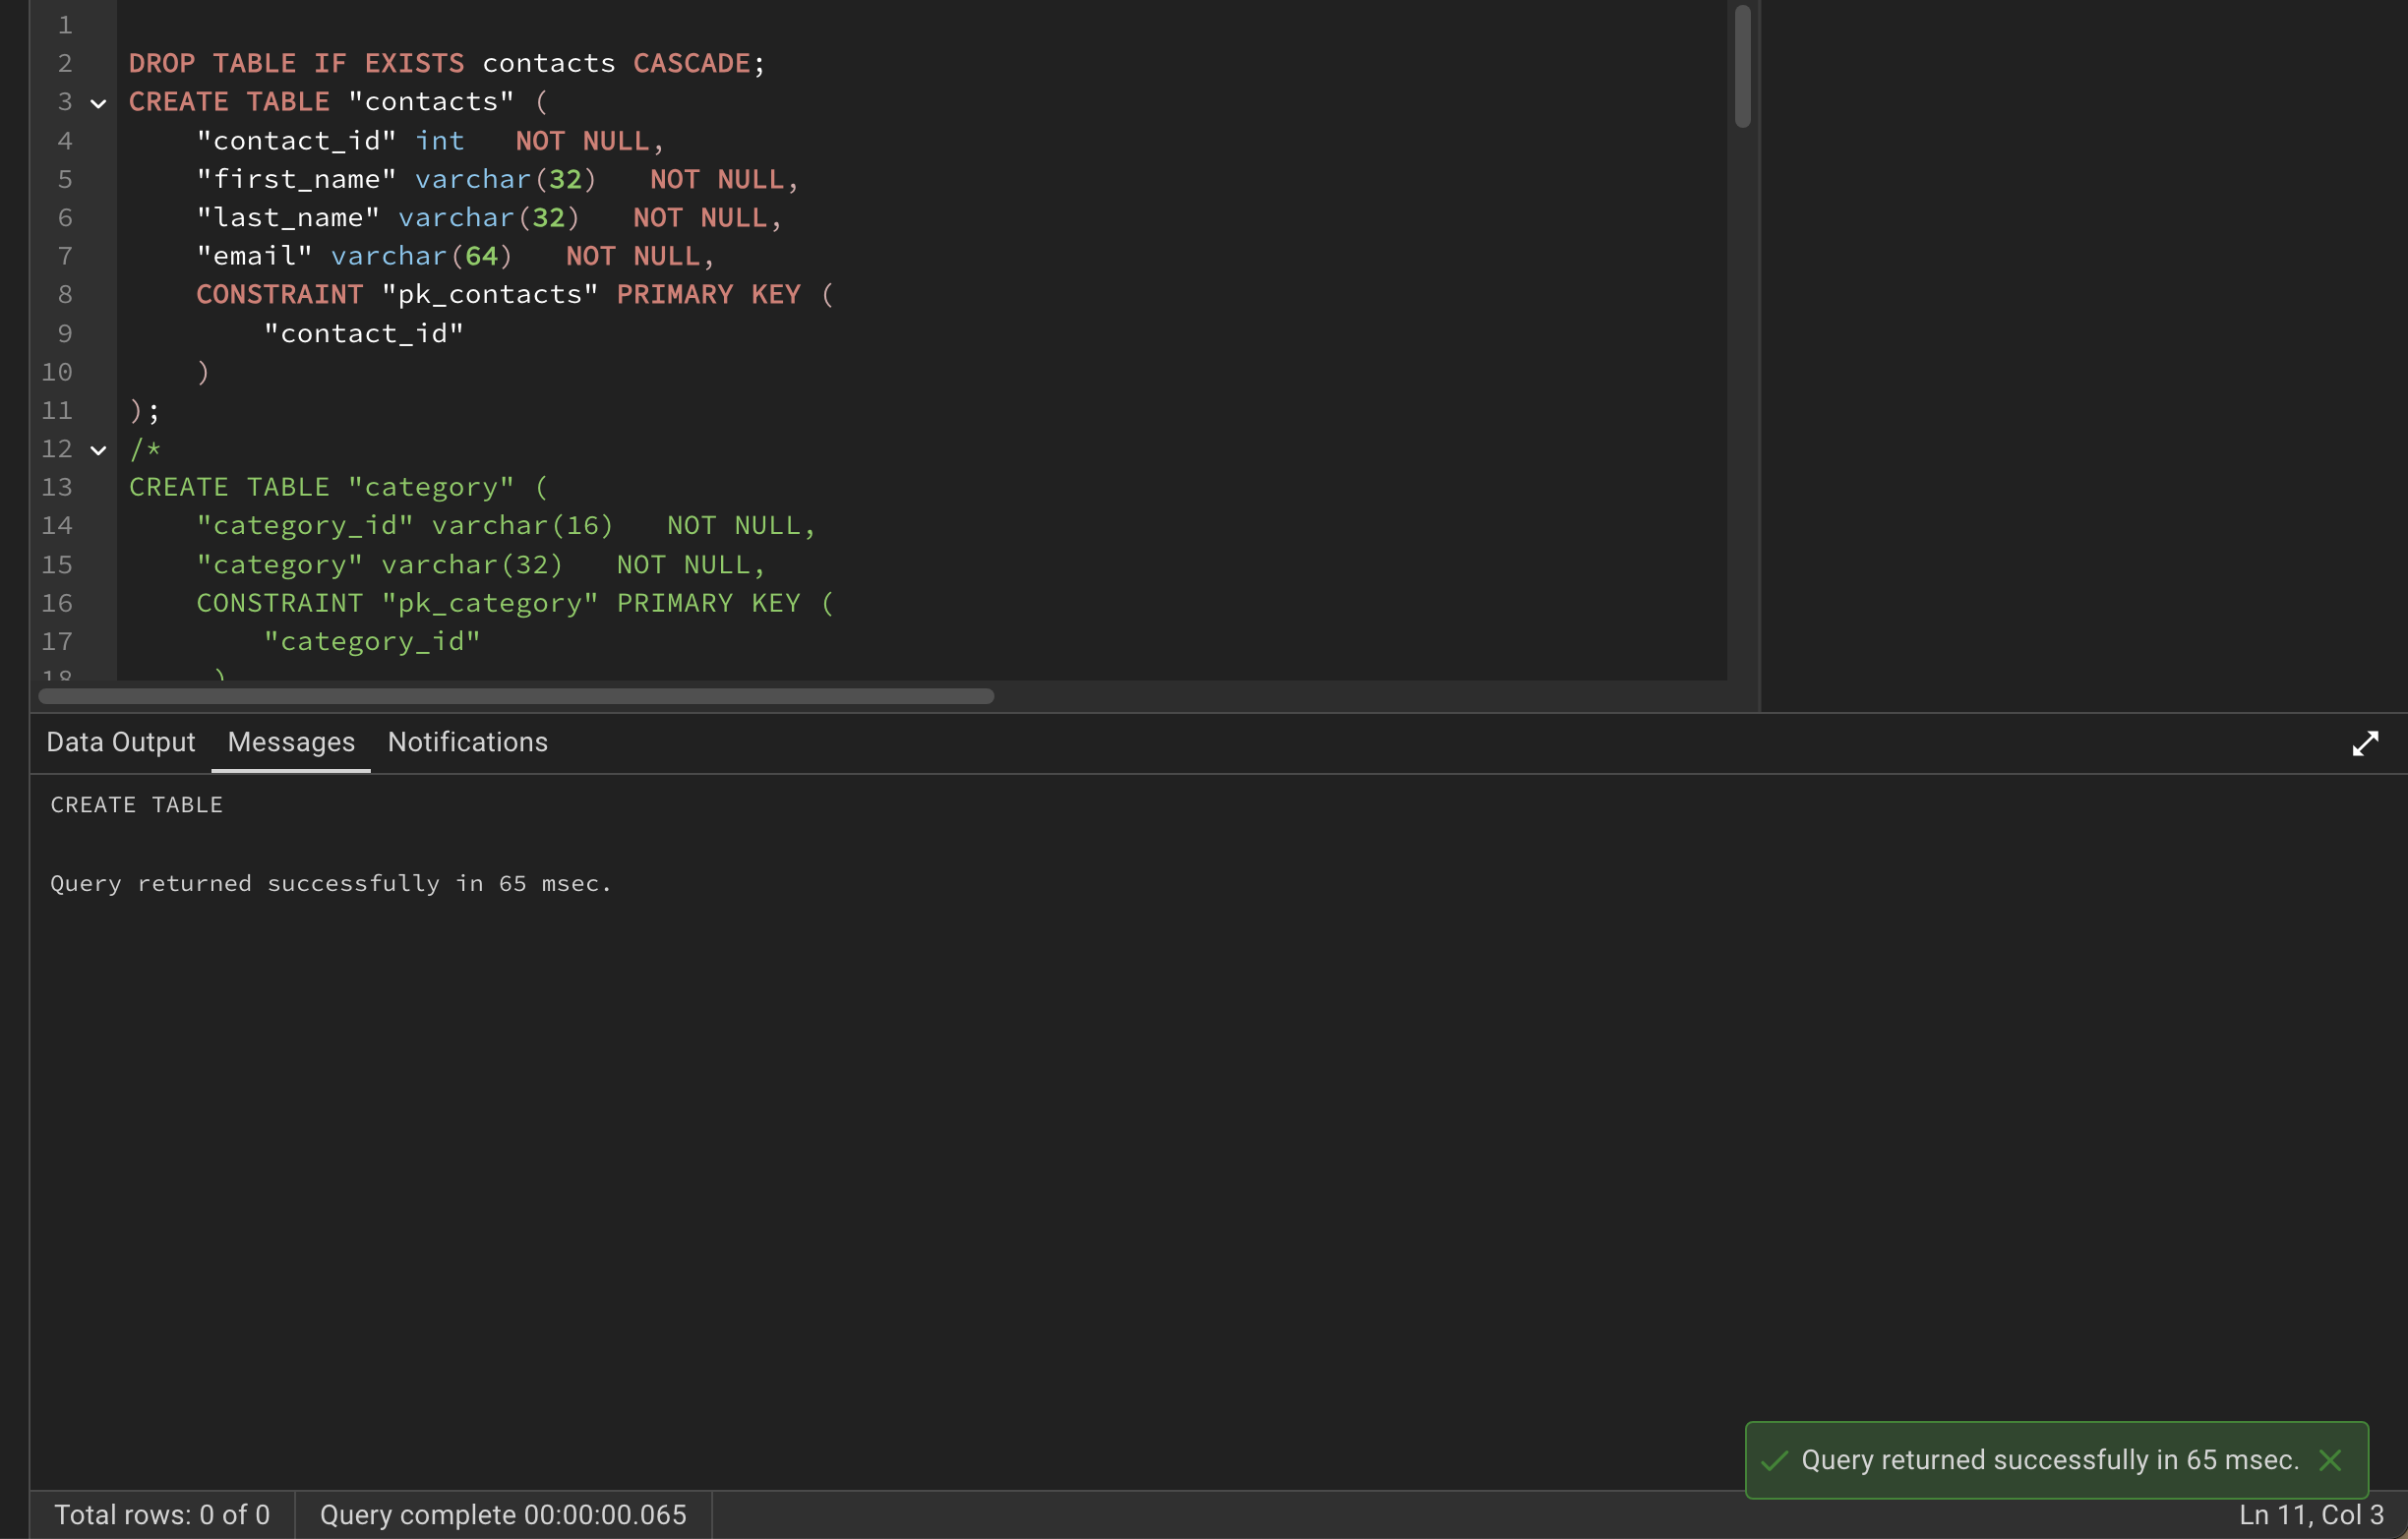 1
2 DROP TABLE IF EXISTS contacts CASCADE;
3 CREATE TABLE "contacts" (
4     "contact_id" int   NOT NULL,
5     "first_name" varchar(32)   NOT NULL,
6     "last_name" varchar(32)   NOT NULL,
7     "email" varchar(64)   NOT NULL,
8     CONSTRAINT "pk_contacts" PRIMARY KEY (
9         "contact_id"
10     )
11 );
12 /*
13 CREATE TABLE "category" (
14     "category_id" varchar(16)   NOT NULL,
15     "category" varchar(32)   NOT NULL,
16     CONSTRAINT "pk_category" PRIMARY KEY (
17         "category_id"
18      )
Data Output Messages Notifications
CREATE TABLE
Query returned successfully in 65 msec.
Query returned successfully in 65 msec.
Total rows: 0 of 0 Query complete 00:00:00.065 Ln 11, Col 3